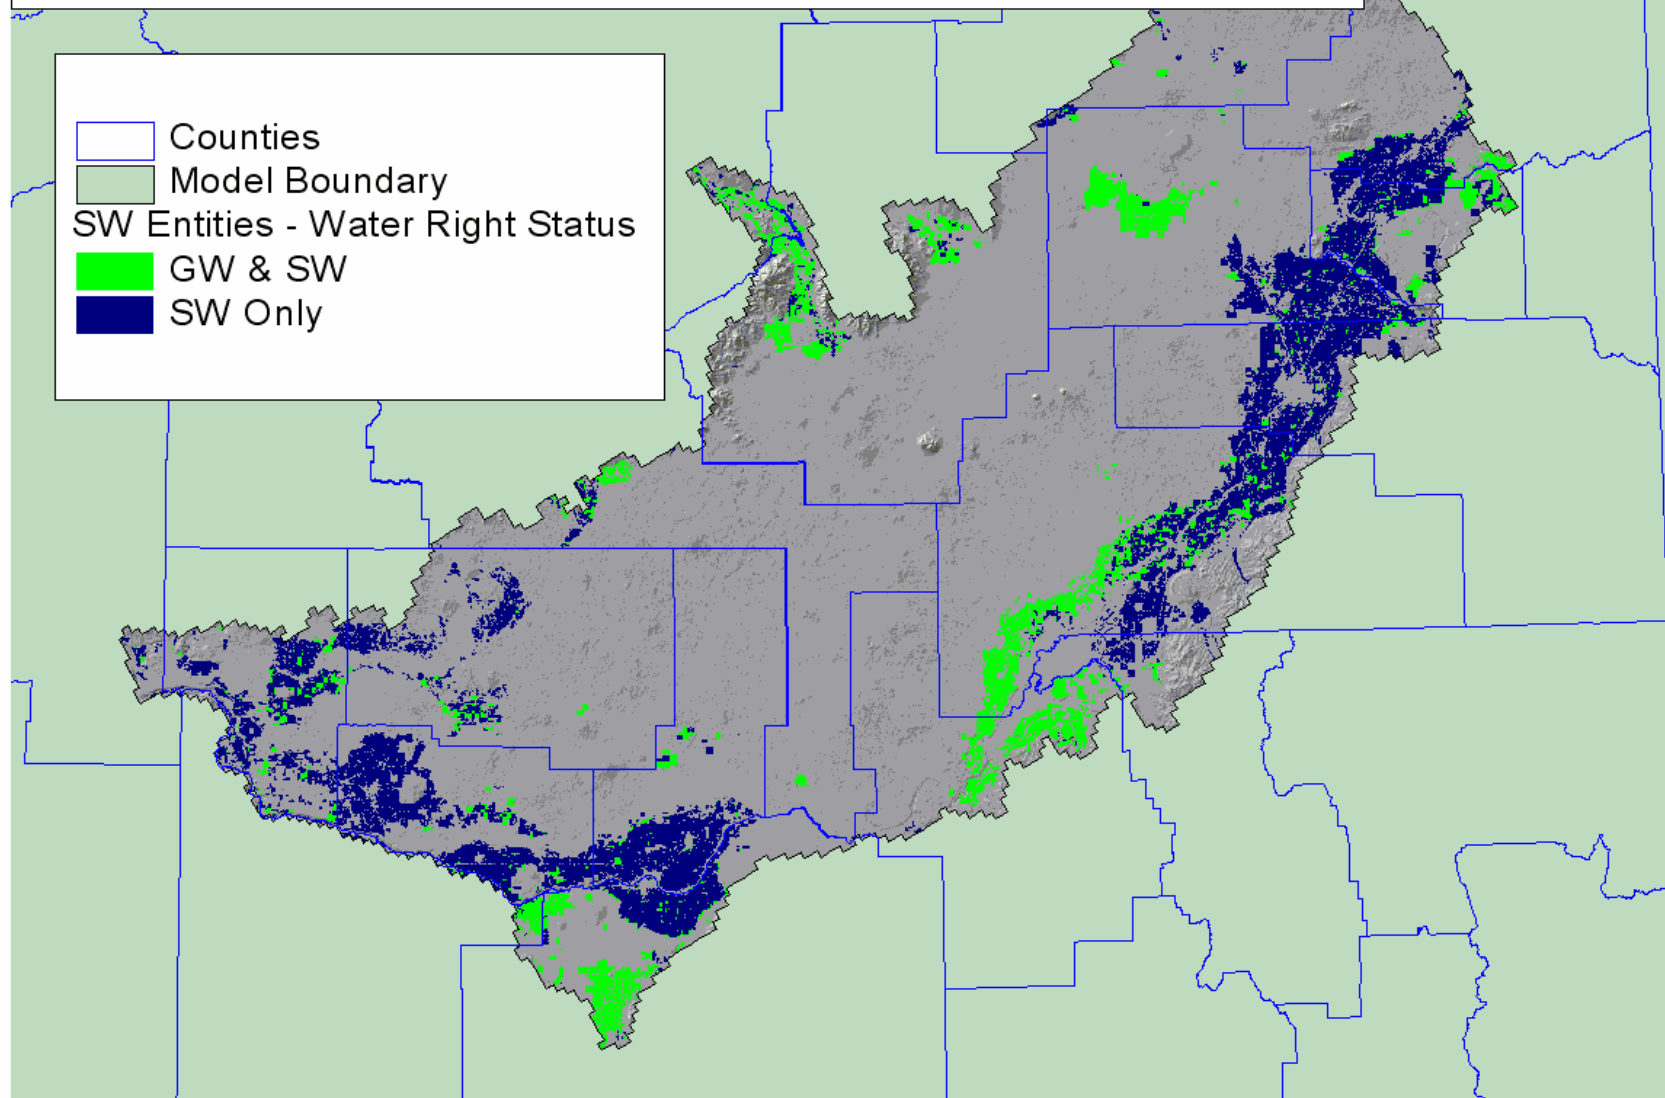 Counties
Model Boundary
SW Entities - Water Right Status
GW & SW
SW Only